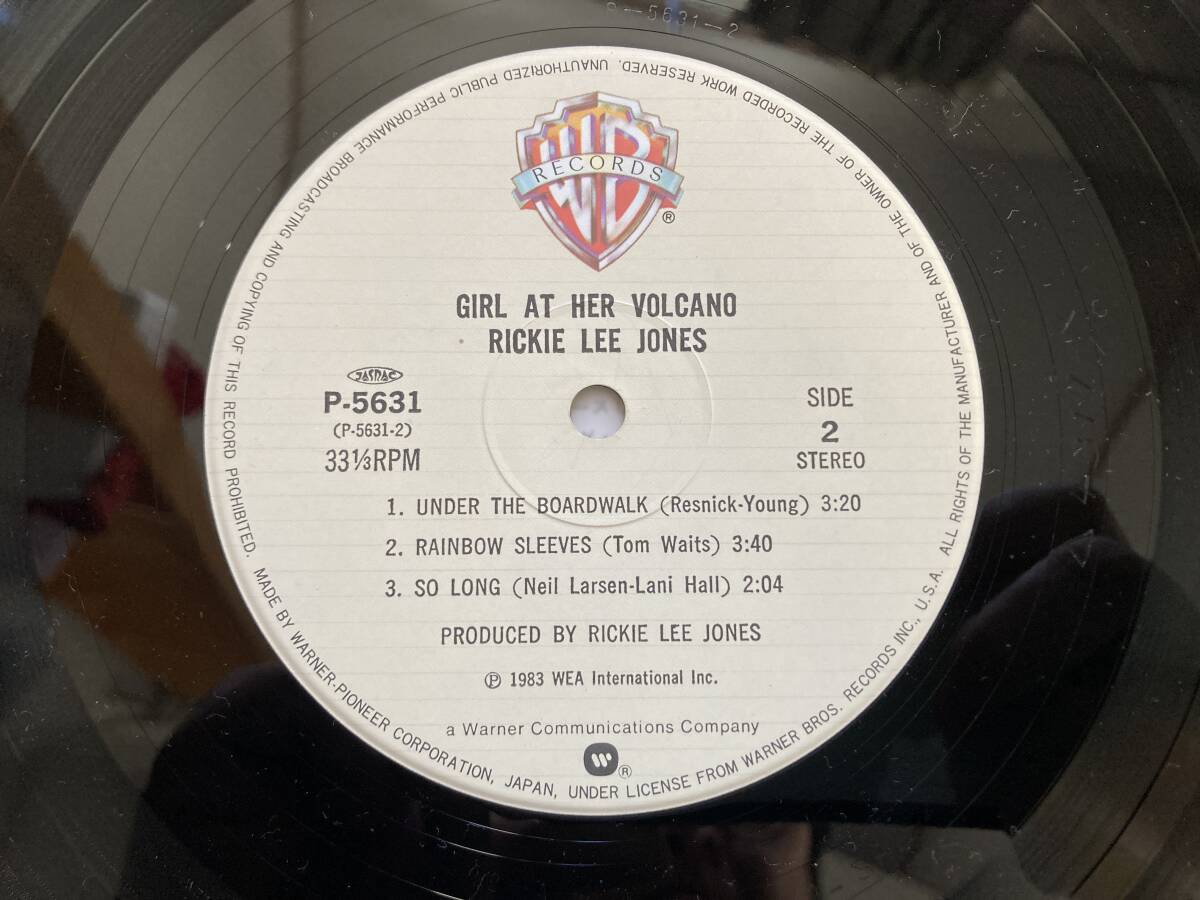 P-5631-2
WB
RECORDS
®
GIRL AT HER VOLCANO
RICKIE LEE JONES
JASRAC
P-5631
(P-5631-2)
33⅓RPM
SIDE
2
STEREO
1. UNDER THE BOARDWALK (Resnick-Young) 3:20
2. RAINBOW SLEEVES (Tom Waits) 3:40
3. SO LONG (Neil Larsen-Lani Hall) 2:04
PRODUCED BY RICKIE LEE JONES
℗ 1983 WEA International Inc.
a Warner Communications Company
W ®
MADE BY WARNER-PIONEER CORPORATION, JAPAN, UNDER LICENSE FROM WARNER BROS. RECORDS INC., U.S.A. ALL RIGHTS OF THE MANUFACTURER AND OF THE OWNER OF THE RECORDED WORK RESERVED. UNAUTHORIZED PUBLIC PERFORMANCE BROADCASTING AND COPYING OF THIS RECORD PROHIBITED.